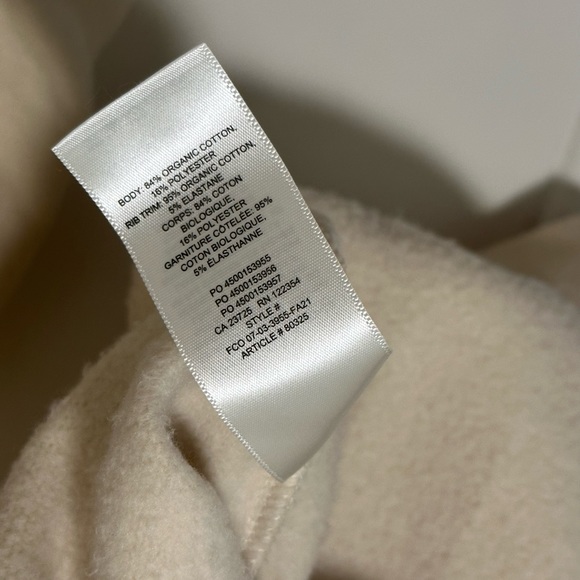 BODY: 84% ORGANIC COTTON,
16% POLYESTER
RIB TRIM: 95% ORGANIC COTTON,
5% ELASTANE
CORPS: 84% COTON
BIOLOGIQUE,
16% POLYESTER
GARNITURE CÔTELÉE: 95%
COTON BIOLOGIQUE,
5% ÉLASTHANNE
PO 4500153955
PO 4500153956
PO 4500153957
CA 23725 RN 122354
STYLE#
FCO 07-03-3955-FA21
ARTICLE # 80325